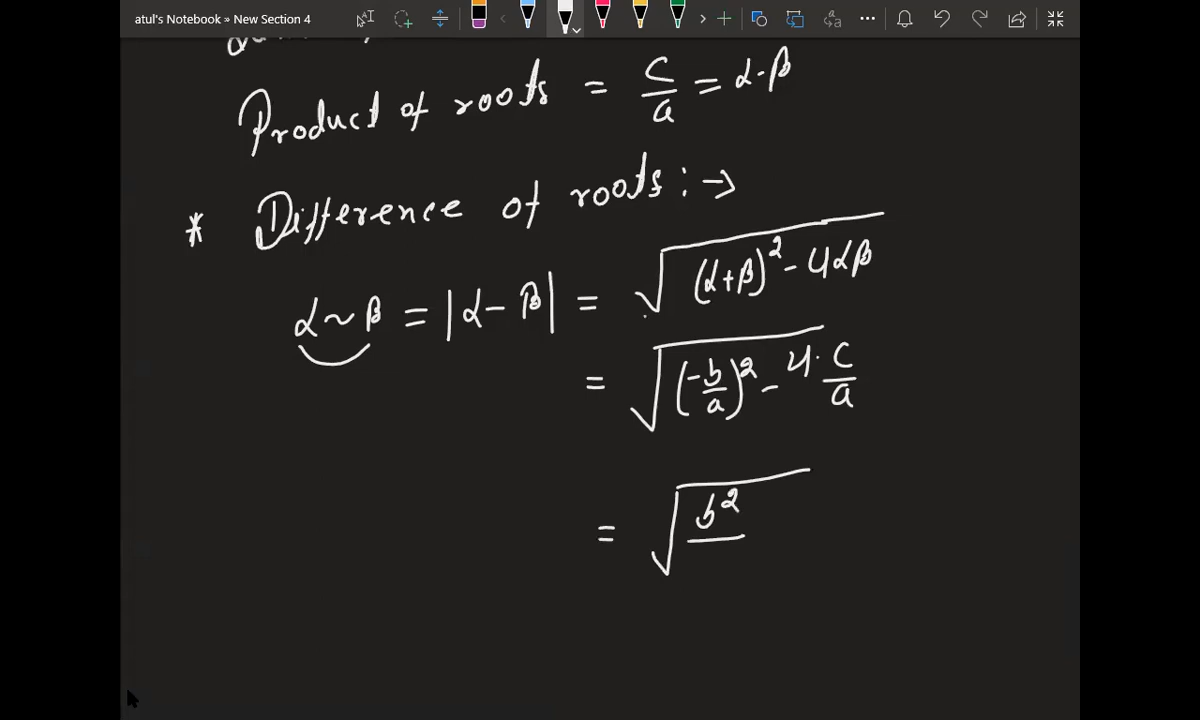 atul's Notebook » New Section 4
Product of roots = c/a = α·β
* Difference of roots :→
α ~ β = |α - β| = √((α+β)² - 4αβ)
= √((-b/a)² - 4·c/a)
= √(b²